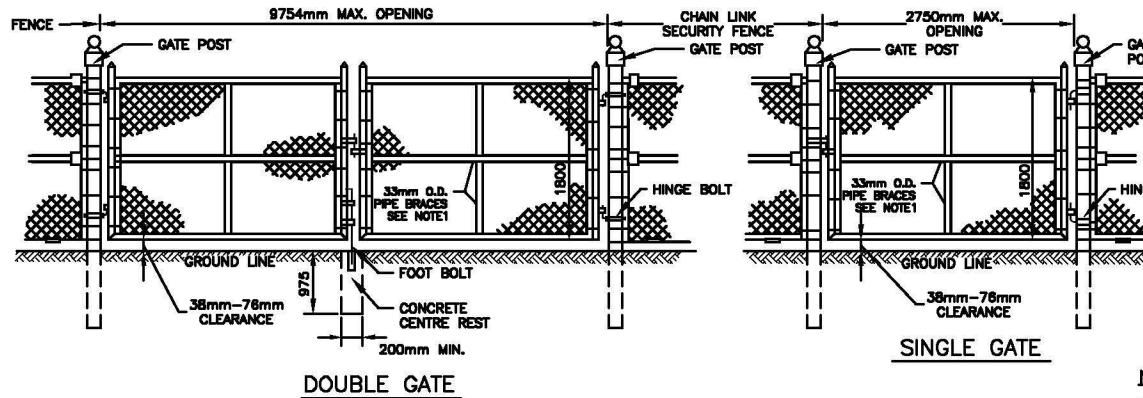 FENCE
9754mm MAX. OPENING
GATE POST
CHAIN LINK
SECURITY FENCE
GATE POST
2750mm MAX.
OPENING
GATE POST
1800
33mm O.D.
PIPE BRACES
SEE NOTE1
HINGE BOLT
1800
33mm O.D.
PIPE BRACES
SEE NOTE1
GROUND LINE
975
FOOT BOLT
CONCRETE
CENTRE REST
38mm-76mm
CLEARANCE
200mm MIN.
DOUBLE GATE
GROUND LINE
38mm-76mm
CLEARANCE
SINGLE GATE